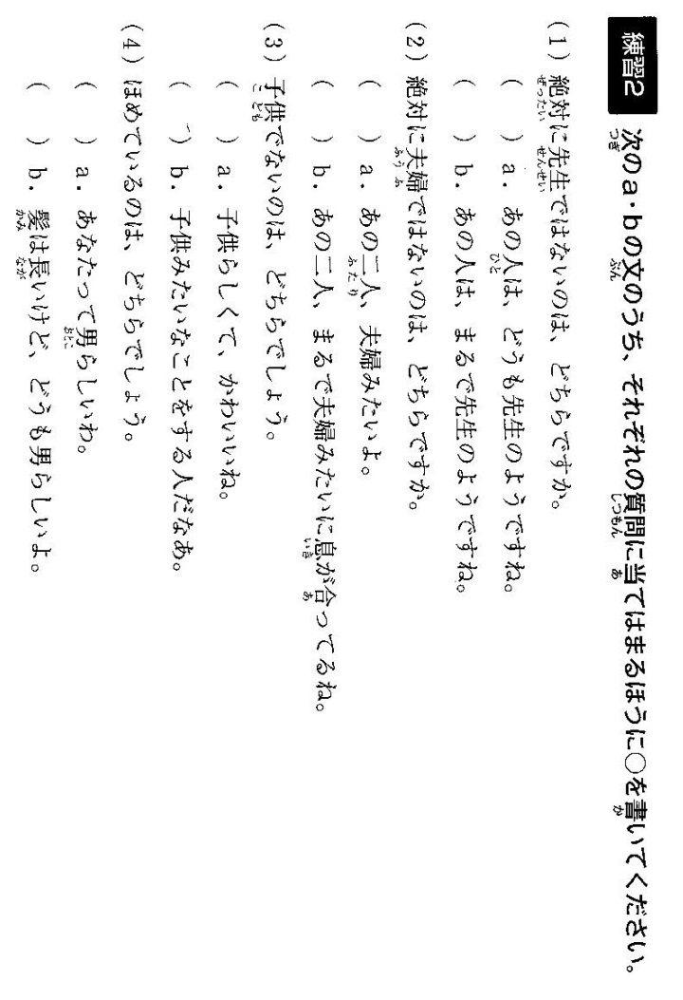 練習2 次のa・bの文のうち、それぞれの質問に当てはまるほうに○を書いてください。
(1) 絶対に先生ではないのは、どちらですか。
(　) a. あの人は、どうも先生のようですね。
(　) b. あの人は、まるで先生のようですね。
(2) 絶対に夫婦ではないのは、どちらですか。
(　) a. あの二人、夫婦みたいよ。
(　) b. あの二人、まるで夫婦みたいに息が合ってるね。
(3) 子供でないのは、どちらでしょう。
(　) a. 子供らしくて、かわいいね。
(　) b. 子供みたいなことをする人だなあ。
(4) ほめているのは、どちらでしょう。
(　) a. あなたって男らしいわ。
(　) b. 髪は長いけど、どうも男らしいよ。